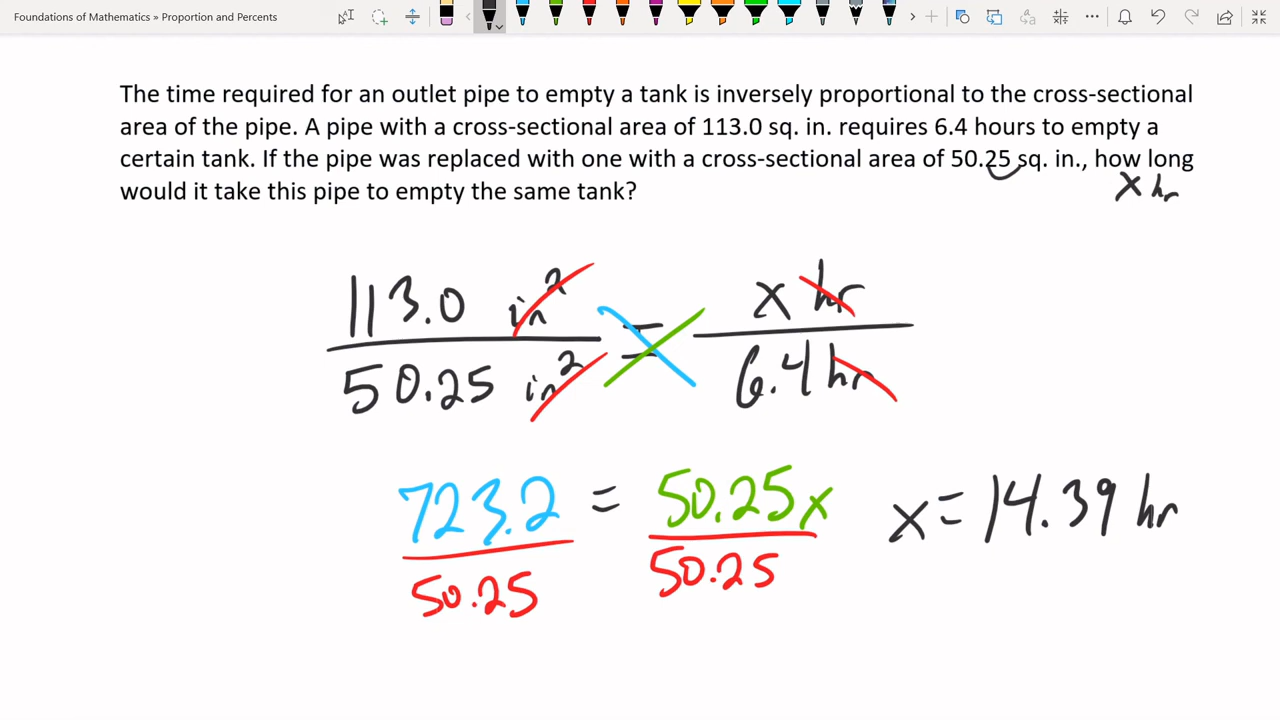 Foundations of Mathematics » Proportion and Percents
The time required for an outlet pipe to empty a tank is inversely proportional to the cross-sectional
area of the pipe. A pipe with a cross-sectional area of 113.0 sq. in. requires 6.4 hours to empty a
certain tank. If the pipe was replaced with one with a cross-sectional area of 50.25 sq. in., how long
would it take this pipe to empty the same tank?
x hr
113.0 in² = x hr
50.25 in² 6.4 hr
723.2 = 50.25x x = 14.39 hr
50.25 50.25